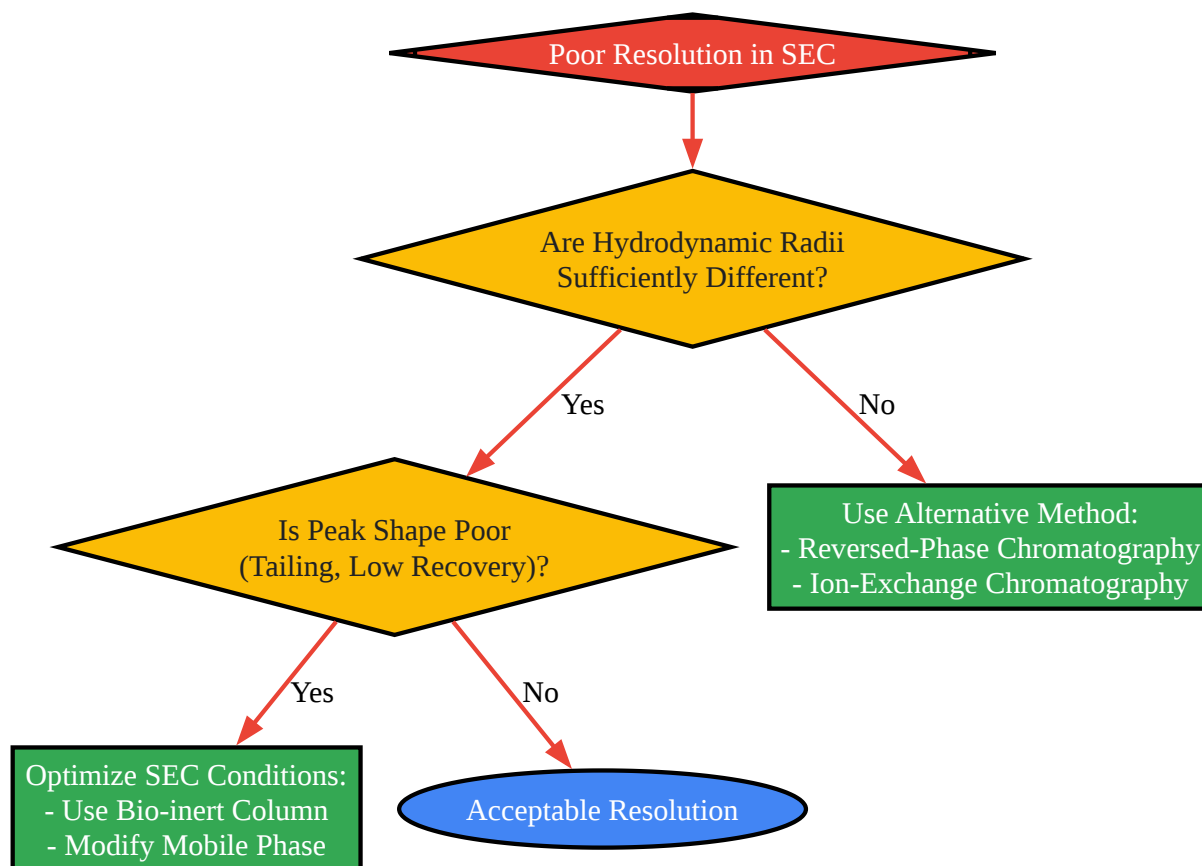 Poor Resolution in SEC
Are Hydrodynamic Radii
Sufficiently Different?
Yes
No
Is Peak Shape Poor
(Tailing, Low Recovery)?
Use Alternative Method:
- Reversed-Phase Chromatography
- Ion-Exchange Chromatography
Yes
No
Optimize SEC Conditions:
- Use Bio-inert Column
- Modify Mobile Phase
Acceptable Resolution